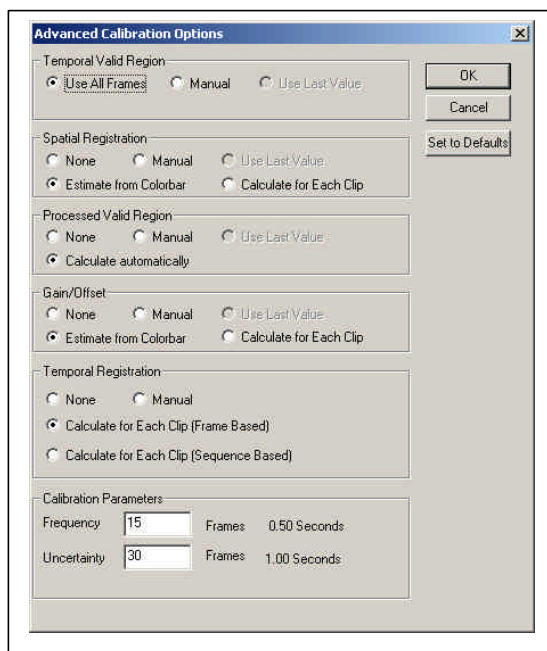 Advanced Calibration Options
Temporal Valid Region
Use All Frames Manual Use Last Value
OK
Cancel
Set to Defaults
Spatial Registration
None Manual Use Last Value
Estimate from Colorbar Calculate for Each Clip
Processed Valid Region
None Manual Use Last Value
Calculate automatically
Gain/Offset
None Manual Use Last Value
Estimate from Colorbar Calculate for Each Clip
Temporal Registration
None Manual
Calculate for Each Clip (Frame Based)
Calculate for Each Clip (Sequence Based)
Calibration Parameters
Frequency 15 Frames 0.50 Seconds
Uncertainty 30 Frames 1.00 Seconds